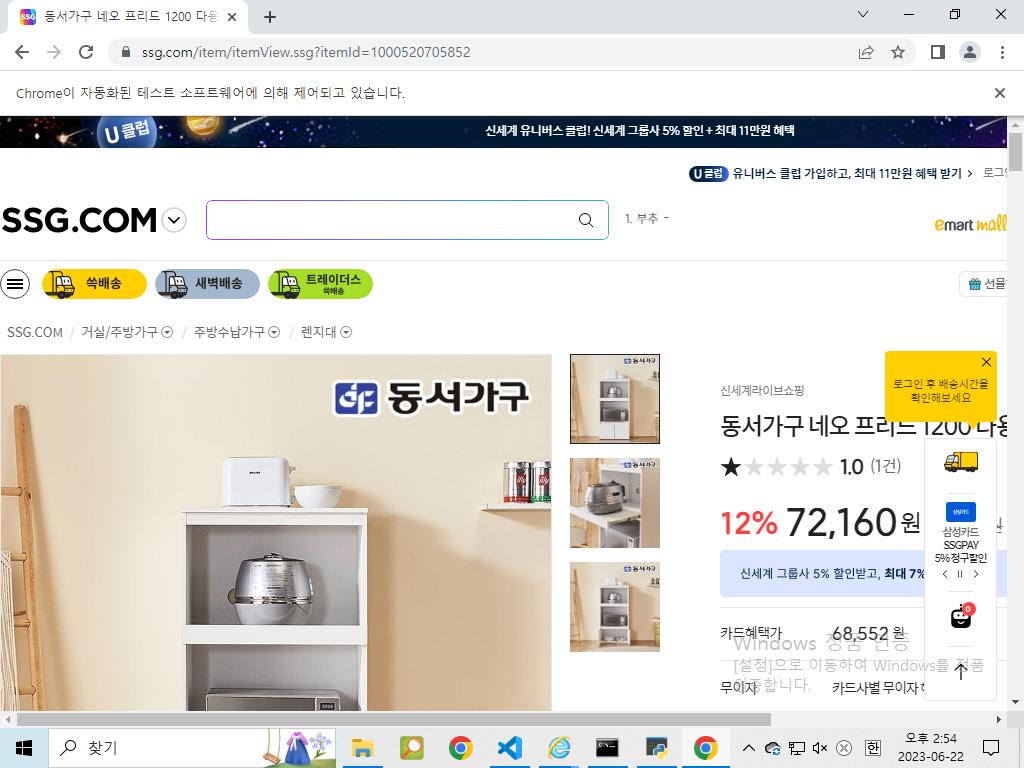 동서가구 네오 프리드 1200 다용
ssg.com/item/itemView.ssg?itemId=1000520705852
Chrome이 자동화된 테스트 소프트웨어에 의해 제어되고 있습니다.
U 클럽
신세계 유니버스 클럽! 신세계 그룹사 5% 할인 + 최대 11만원 혜택
U 클럽 유니버스 클럽 가입하고, 최대 11만원 혜택 받기 > 로그인
SSG.COM
1. 부추 -
emart mall
쓱배송
새벽배송
트레이더스
쓱배송
선물
SSG.COM / 거실/주방가구 / 주방수납가구 / 렌지대
동서가구
신세계라이브쇼핑
로그인 후 배송시간을
확인해보세요
동서가구 네오 프리드 1200 다용
1.0 (1건)
12% 72,160원
신세계 그룹사 5% 할인받고, 최대 7%
삼성카드
삼성카드
SSGPAY
5% 청구할인
0
카드혜택가 68,552 원
Windows 정품 인증
[설정]으로 이동하여 Windows를 정품
인증합니다.
무이자 카드사별 무이자
찾기
오후 2:54
2023-06-22
한